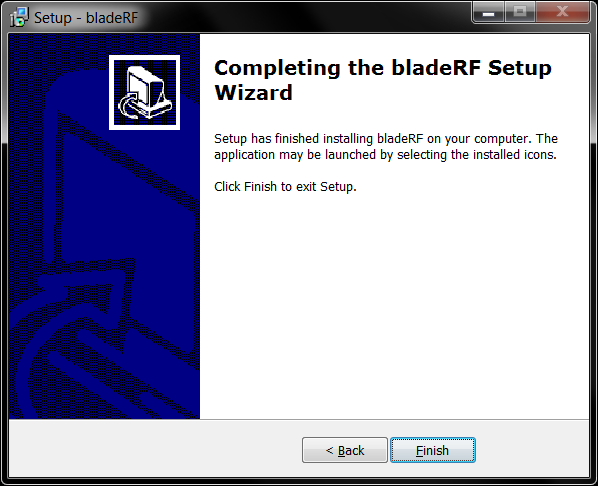 Setup - bladeRF
Completing the bladeRF Setup
Wizard
Setup has finished installing bladeRF on your computer. The
application may be launched by selecting the installed icons.
Click Finish to exit Setup.
< Back
Finish